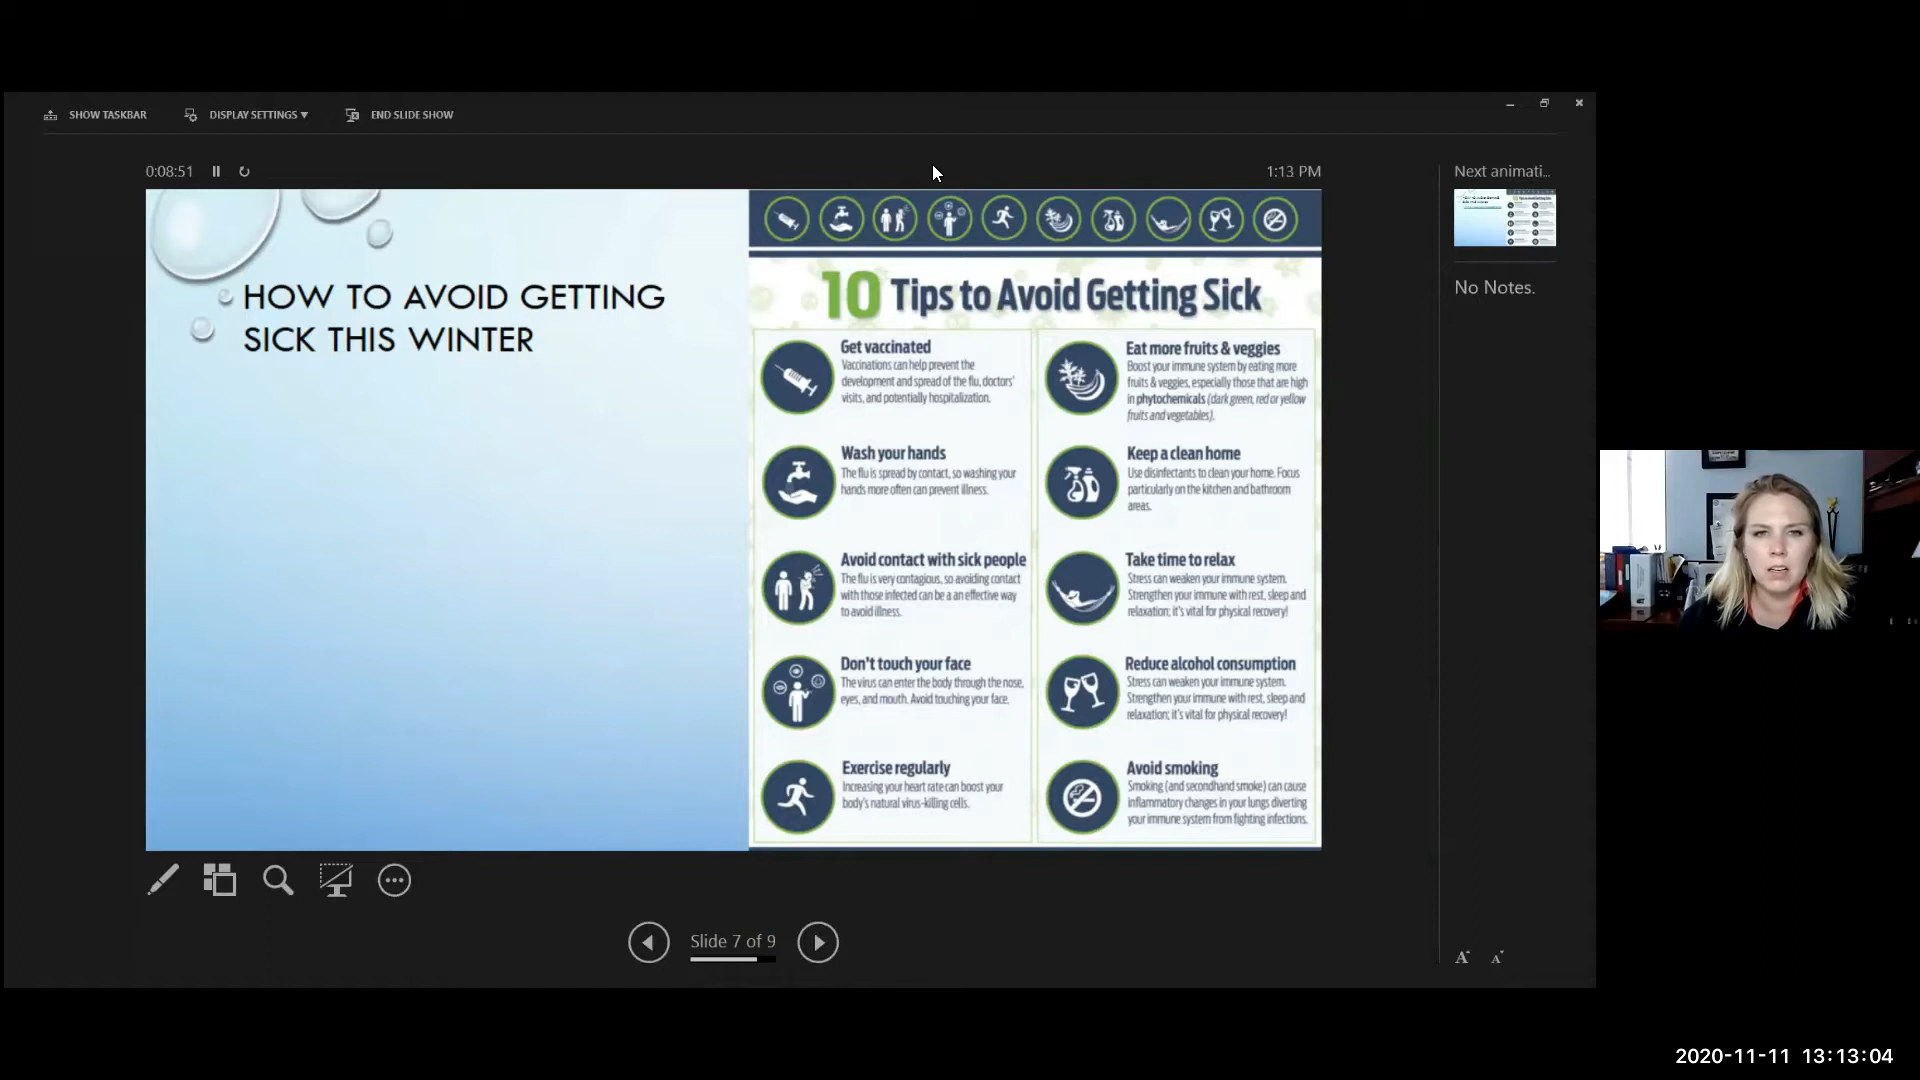 SHOW TASKBAR
DISPLAY SETTINGS ▾
END SLIDE SHOW
0:08:51
1:13 PM
Next animati...
No Notes.
HOW TO AVOID GETTING
SICK THIS WINTER
10 Tips to Avoid Getting Sick
Get vaccinated
Vaccinations can help prevent the
development and spread of the flu, doctors'
visits, and potentially hospitalization.
Wash your hands
The flu is spread by contact, so washing your
hands more often can prevent illness.
Avoid contact with sick people
The flu is very contagious, so avoiding contact
with those infected can be a an effective way
to avoid illness.
Don't touch your face
The virus can enter the body through the nose,
eyes, and mouth. Avoid touching your face.
Exercise regularly
Increasing your heart rate can boost your
body's natural virus-killing cells.
Eat more fruits & veggies
Boost your immune system by eating more
fruits & veggies, especially those that are high
in phytochemicals (dark green, red or yellow
fruits and vegetables).
Keep a clean home
Use disinfectants to clean your home. Focus
particularly on the kitchen and bathroom
areas.
Take time to relax
Stress can weaken your immune system.
Strengthen your immune with rest, sleep and
relaxation; it's vital for physical recovery!
Reduce alcohol consumption
Stress can weaken your immune system.
Strengthen your immune with rest, sleep and
relaxation; it's vital for physical recovery!
Avoid smoking
Smoking (and secondhand smoke) can cause
inflammatory changes in your lungs diverting
your immune system from fighting infections.
Slide 7 of 9
A A
2020-11-11 13:13:04